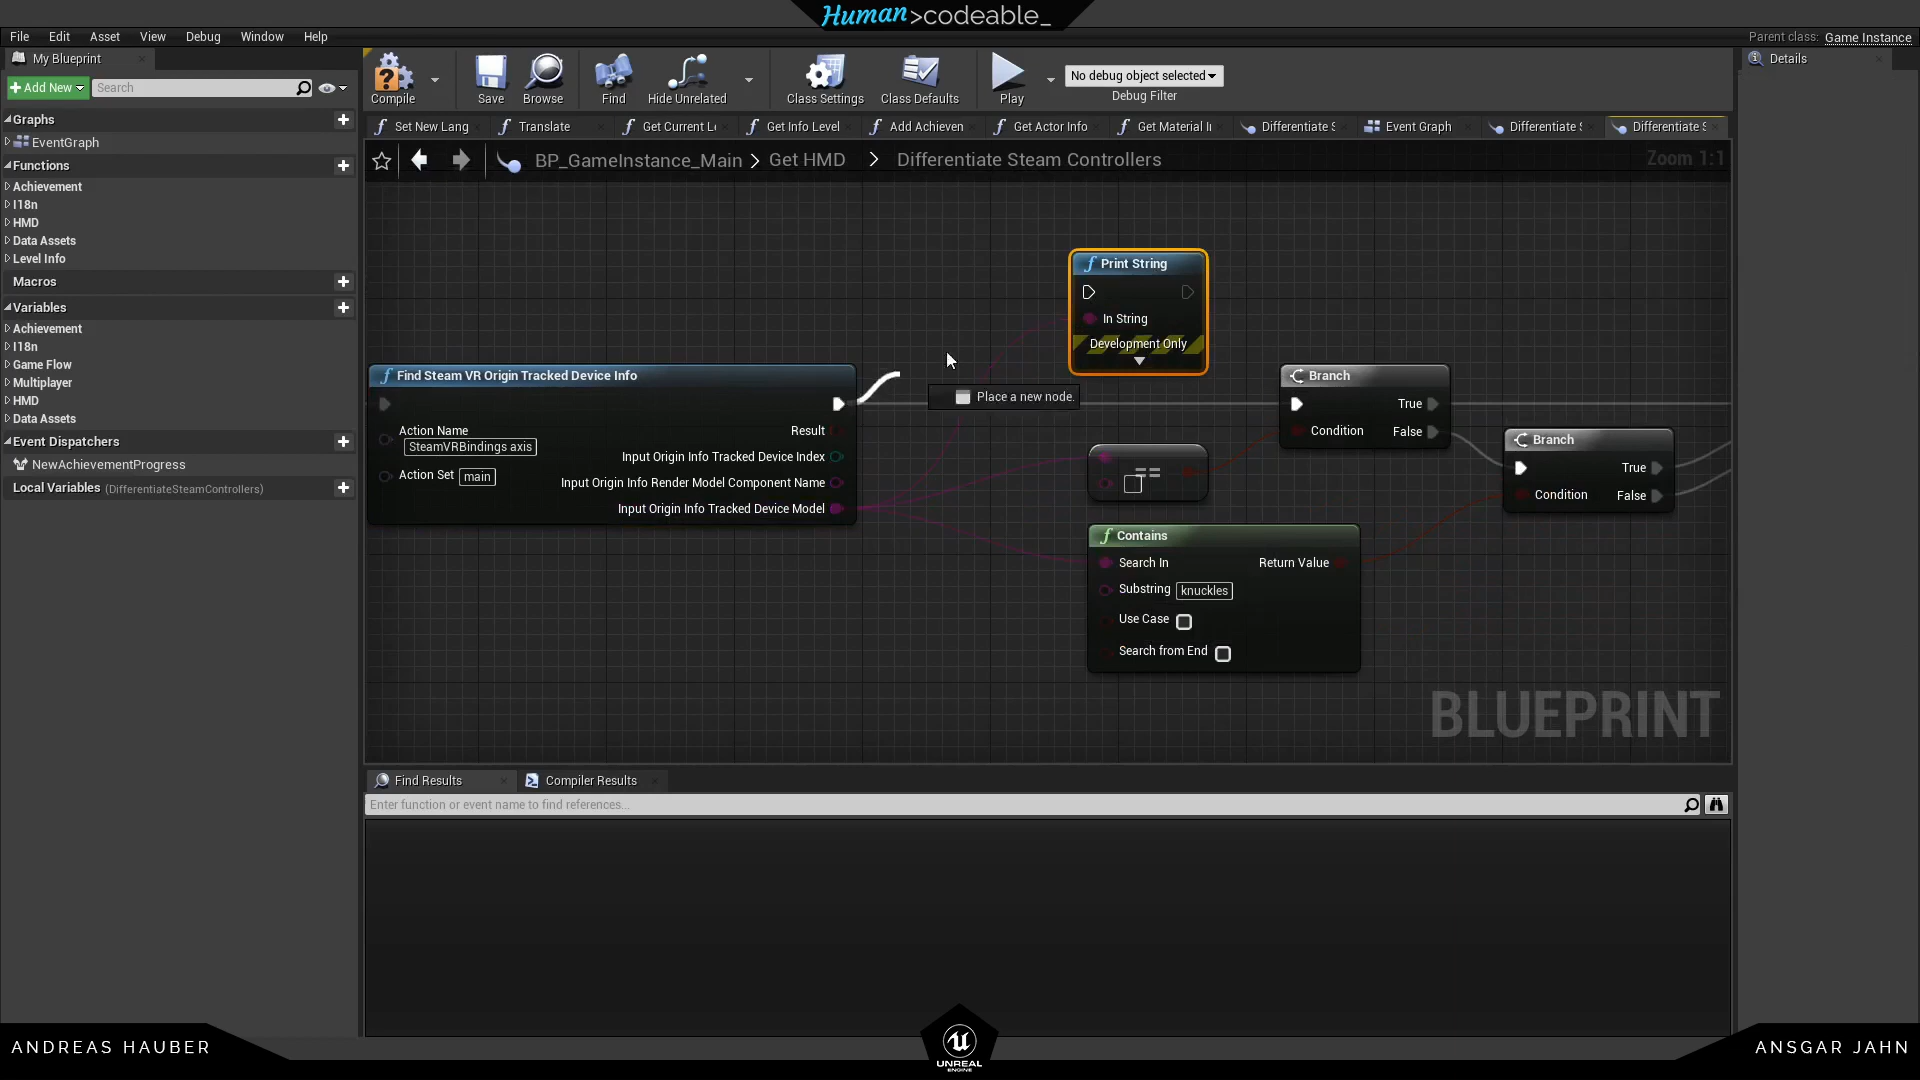 Human>codeable_
File Edit Asset View Debug Window Help
Parent class: Game Instance
My Blueprint
Details
Add New
Search
Compile
Save
Browse
Find
Hide Unrelated
Class Settings
Class Defaults
Play
No debug object selected
Debug Filter
Set New Lang
Translate
Get Current L
Get Info Level
Add Achieven
Get Actor Info
Get Material I
Differentiate S
Event Graph
Differentiate S
Differentiate S
BP_GameInstance_Main > Get HMD > Differentiate Steam Controllers
Zoom 1:1
Graphs
EventGraph
Functions
Achievement
I18n
HMD
Data Assets
Level Info
Macros
Variables
Achievement
I18n
Game Flow
Multiplayer
HMD
Data Assets
Event Dispatchers
NewAchievementProgress
Local Variables (DifferentiateSteamControllers)
Print String
In String
Development Only
Find Steam VR Origin Tracked Device Info
Action Name
SteamVRBindings axis
Action Set main
Result
Input Origin Info Tracked Device Index
Input Origin Info Render Model Component Name
Input Origin Info Tracked Device Model
Place a new node.
Branch
True
Condition False
==
Branch
True
Condition False
Contains
Search In Return Value
Substring knuckles
Use Case
Search from End
BLUEPRINT
Find Results
Compiler Results
Enter function or event name to find references...
ANDREAS HAUBER
UNREAL
ENGINE
ANSGAR JAHN